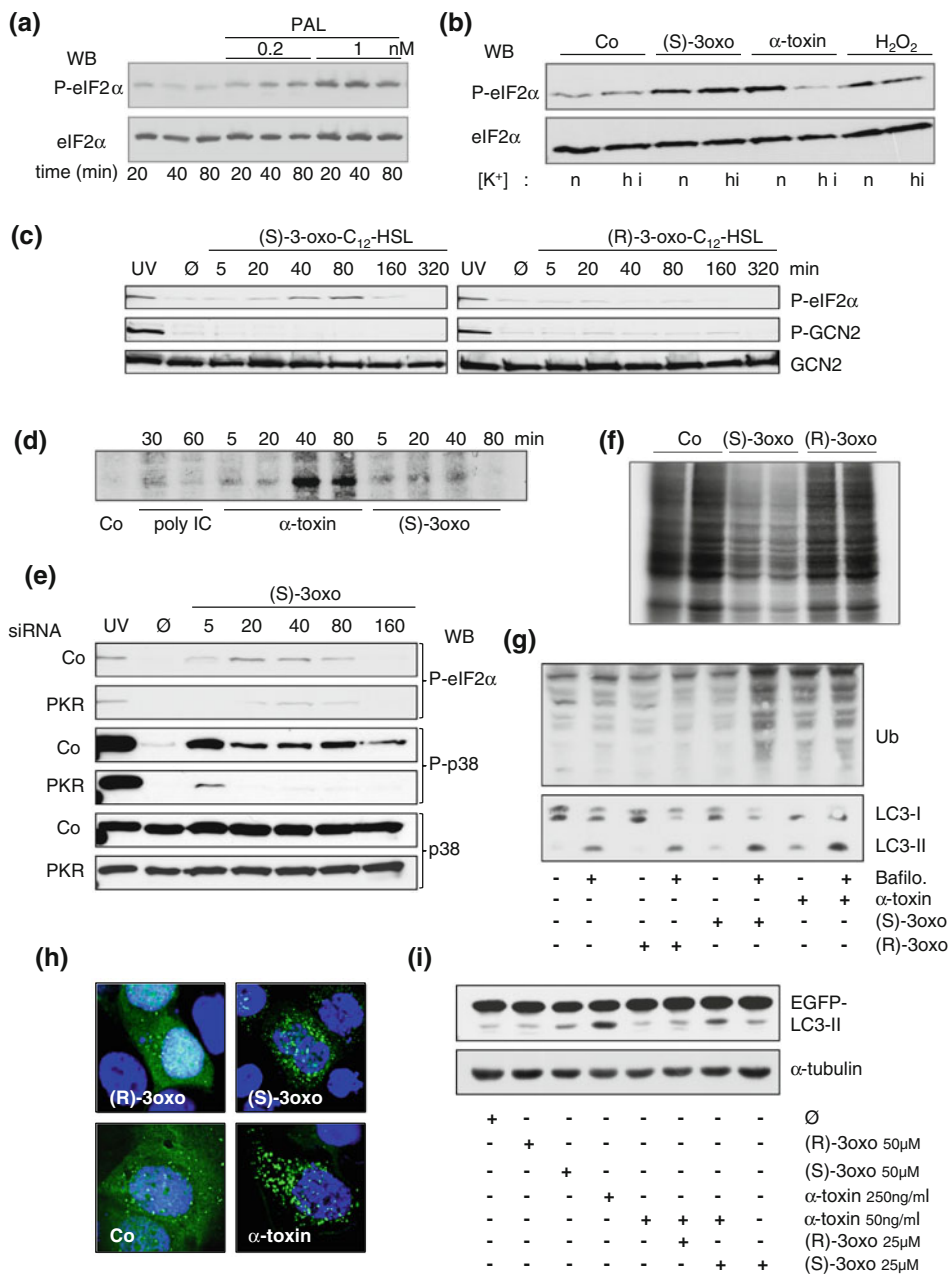 (a)
PAL
WB
0.2 1 nM
P-eIF2α
eIF2α
time (min) 20 40 80 20 40 80 20 40 80
(b)
WB
Co (S)-3oxo α-toxin H₂O₂
P-eIF2α
eIF2α
[K⁺] : n h i n hi n h i n hi
(c)
(S)-3-oxo-C₁₂-HSL (R)-3-oxo-C₁₂-HSL
UV Ø 5 20 40 80 160 320 UV Ø 5 20 40 80 160 320 min
P-eIF2α
P-GCN2
GCN2
(d)
30 60 5 20 40 80 5 20 40 80 min
Co poly IC α-toxin (S)-3oxo
(e)
(S)-3oxo
siRNA UV Ø 5 20 40 80 160 WB
Co
P-eIF2α
PKR
Co
P-p38
PKR
Co
p38
PKR
(f)
Co (S)-3oxo (R)-3oxo
(g)
Ub
LC3-I
LC3-II
- + - + - + - + Bafilo.
- - - - - - + + α-toxin
- - - - + + - - (S)-3oxo
- - + + - - - - (R)-3oxo
(h)
(R)-3oxo
(S)-3oxo
Co
α-toxin
(i)
EGFP-
LC3-II
α-tubulin
+ - - - - - - - Ø
- + - - - - - - (R)-3oxo 50μM
- - + - - - - - (S)-3oxo 50μM
- - - + - - - - α-toxin 250ng/ml
- - - - + + + - α-toxin 50ng/ml
- - - - - + - - (R)-3oxo 25μM
- - - - - - + + (S)-3oxo 25μM